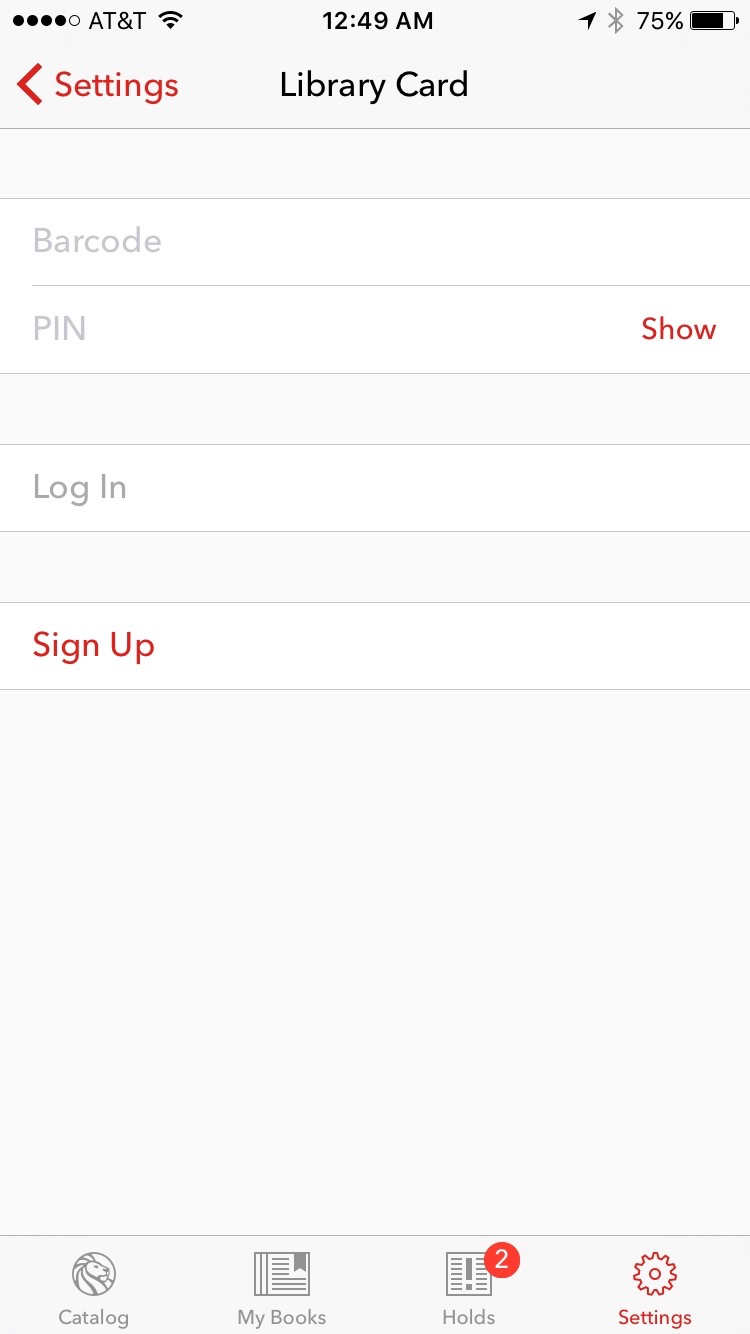 AT&T 12:49 AM 75%
Settings Library Card
Barcode
PIN Show
Log In
Sign Up
2
Catalog My Books Holds Settings